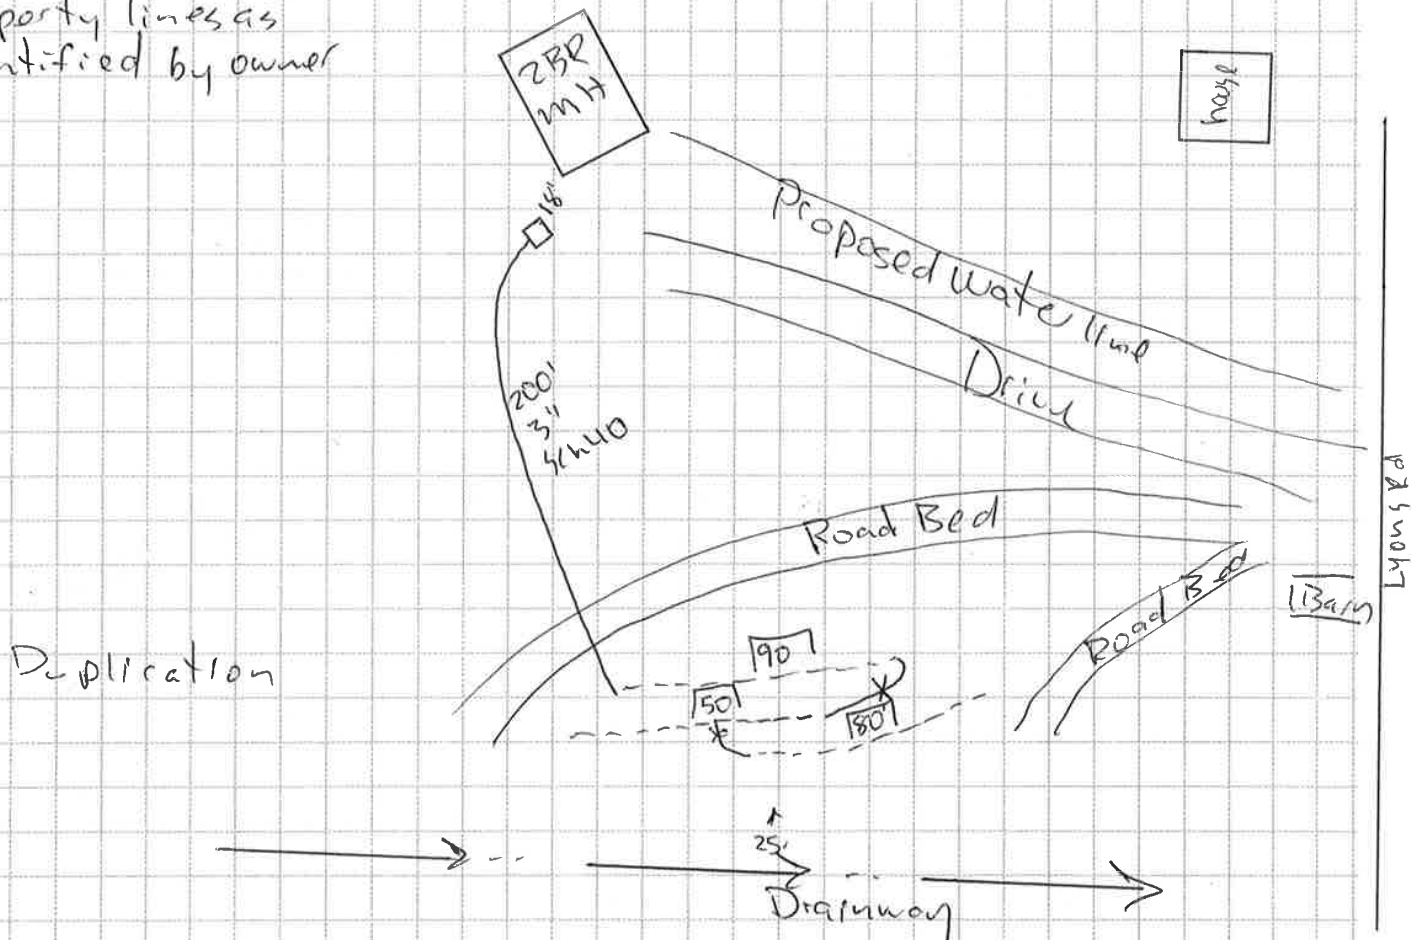 perty lines as
ntified by owner
2BR
MH
house
18"
Proposed Wate line
Drive
200'
3"
Sch40
Road Bed
Road Bed
Lyons Rd
Barn
Duplication
90'
50'
80'
25'
Drainway